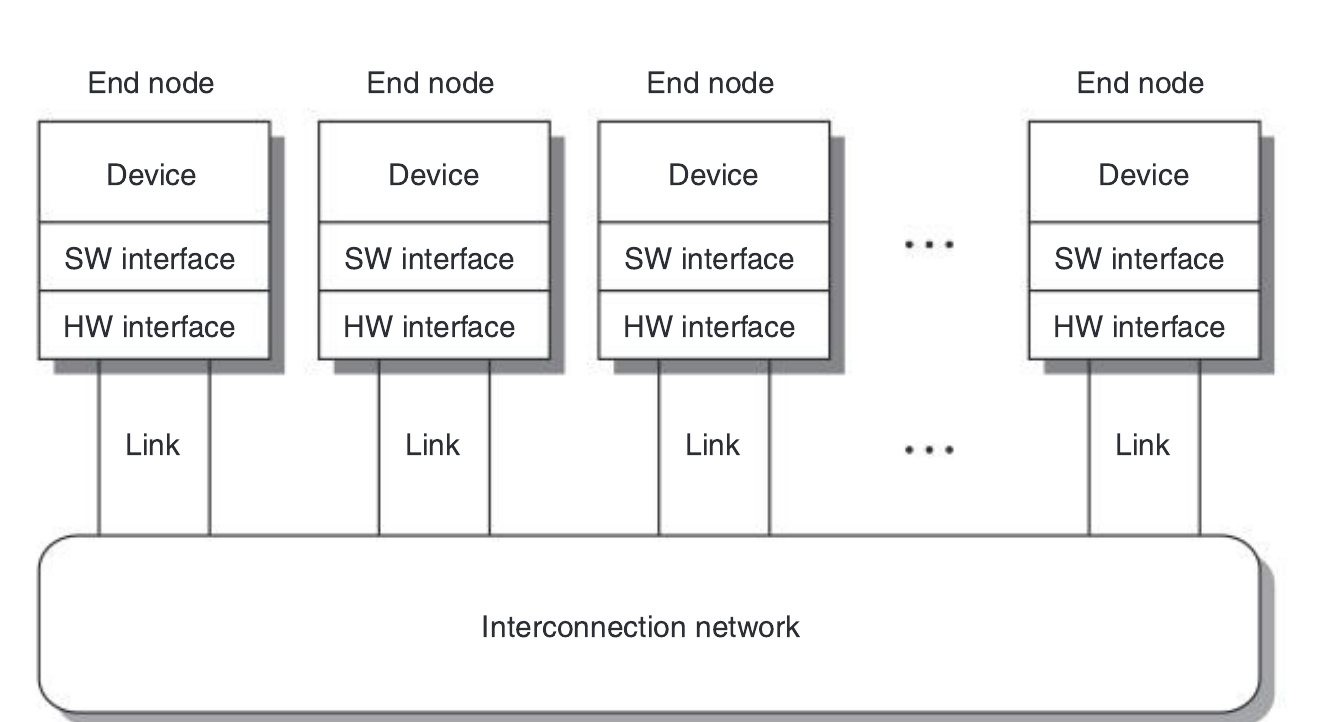 End node End node End node End node
Device Device Device ... Device
SW interface SW interface SW interface SW interface
HW interface HW interface HW interface HW interface
Link Link Link ... Link
Interconnection network